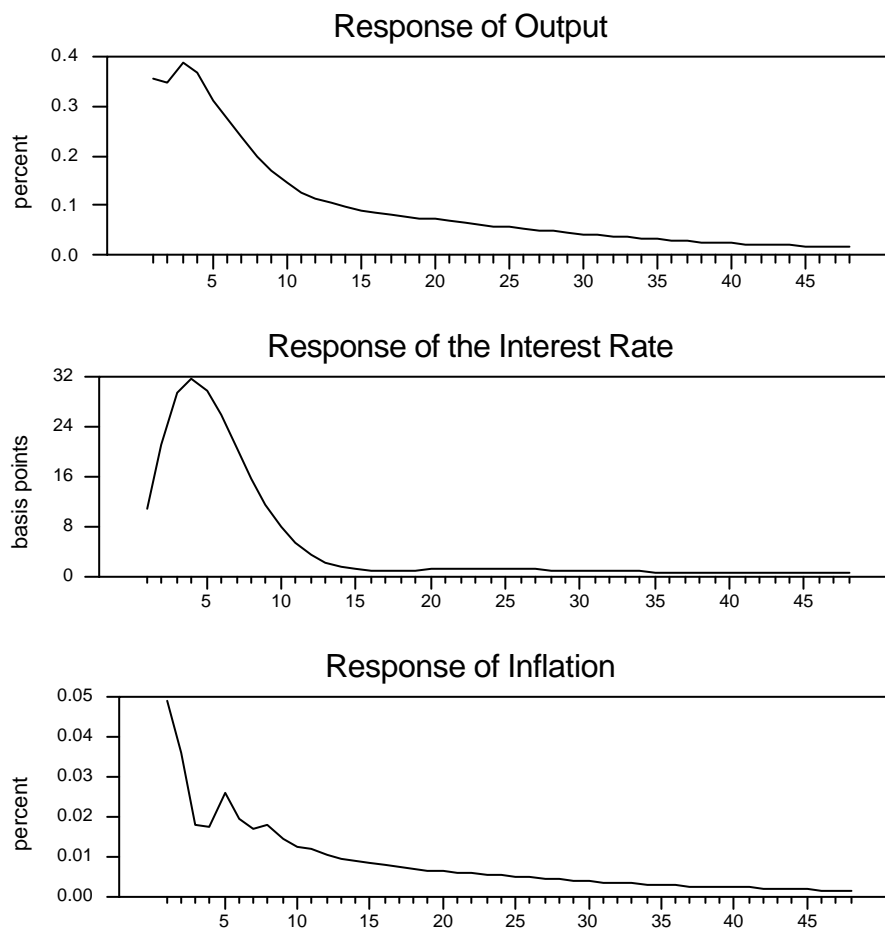 Response of Output
percent
0.4
0.3
0.2
0.1
0.0
5 10 15 20 25 30 35 40 45
Response of the Interest Rate
basis points
32
24
16
8
0
5 10 15 20 25 30 35 40 45
Response of Inflation
percent
0.05
0.04
0.03
0.02
0.01
0.00
5 10 15 20 25 30 35 40 45